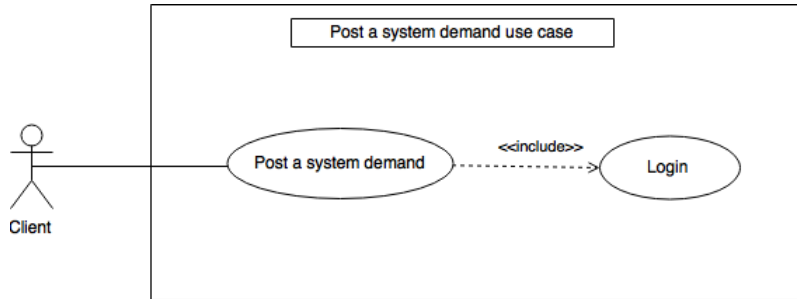 Post a system demand use case
<<include>>
Post a system demand
Login
Client